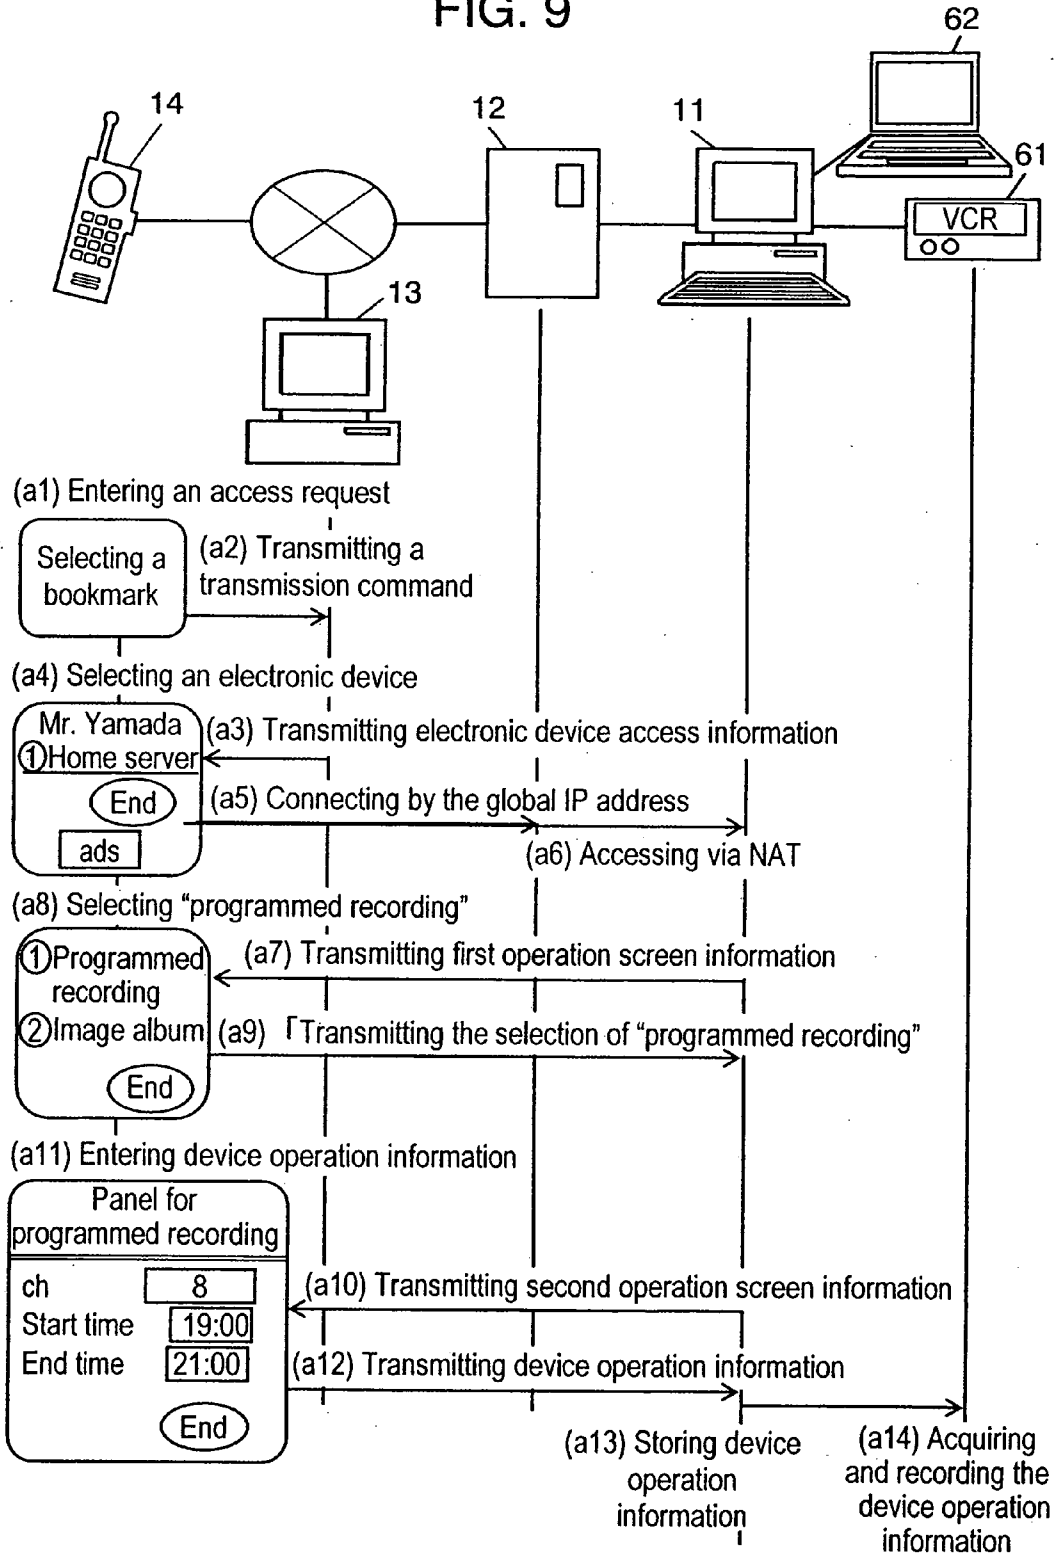 FIG. 9
62
14
12
11
61
VCR
13
(a1) Entering an access request
Selecting a
bookmark
(a2) Transmitting a
transmission command
(a4) Selecting an electronic device
Mr. Yamada
①Home server
End
ads
(a3) Transmitting electronic device access information
(a5) Connecting by the global IP address
(a6) Accessing via NAT
(a8) Selecting “programmed recording”
①Programmed
recording
②Image album
End
(a7) Transmitting first operation screen information
(a9) ｢Transmitting the selection of “programmed recording”
(a11) Entering device operation information
Panel for
programmed recording
ch 8
Start time 19:00
End time 21:00
End
(a10) Transmitting second operation screen information
(a12) Transmitting device operation information
(a13) Storing device
operation
information
(a14) Acquiring
and recording the
device operation
information